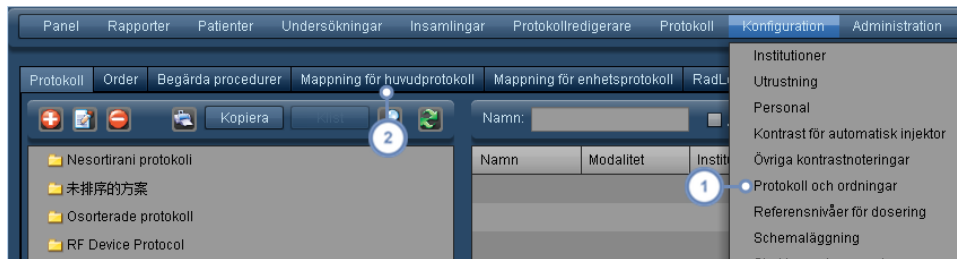 Panel Rapporter Patienter Undersökningar Insamlingar Protokollredigerare Protokoll Konfiguration Administration
Protokoll Order Begärda procedurer Mappning för huvudprotokoll Mappning för enhetsprotokoll
Kopiera
Namn:
2
Namn Modalitet
Nesortirani protokoli
未排序的方案
Osorterade protokoll
RF Device Protocol
Institutioner
Utrustning
Personal
Kontrast för automatisk injektor
Övriga kontrastnoteringar
1 Protokoll och ordningar
Referensnivåer för dosering
Schemaläggning